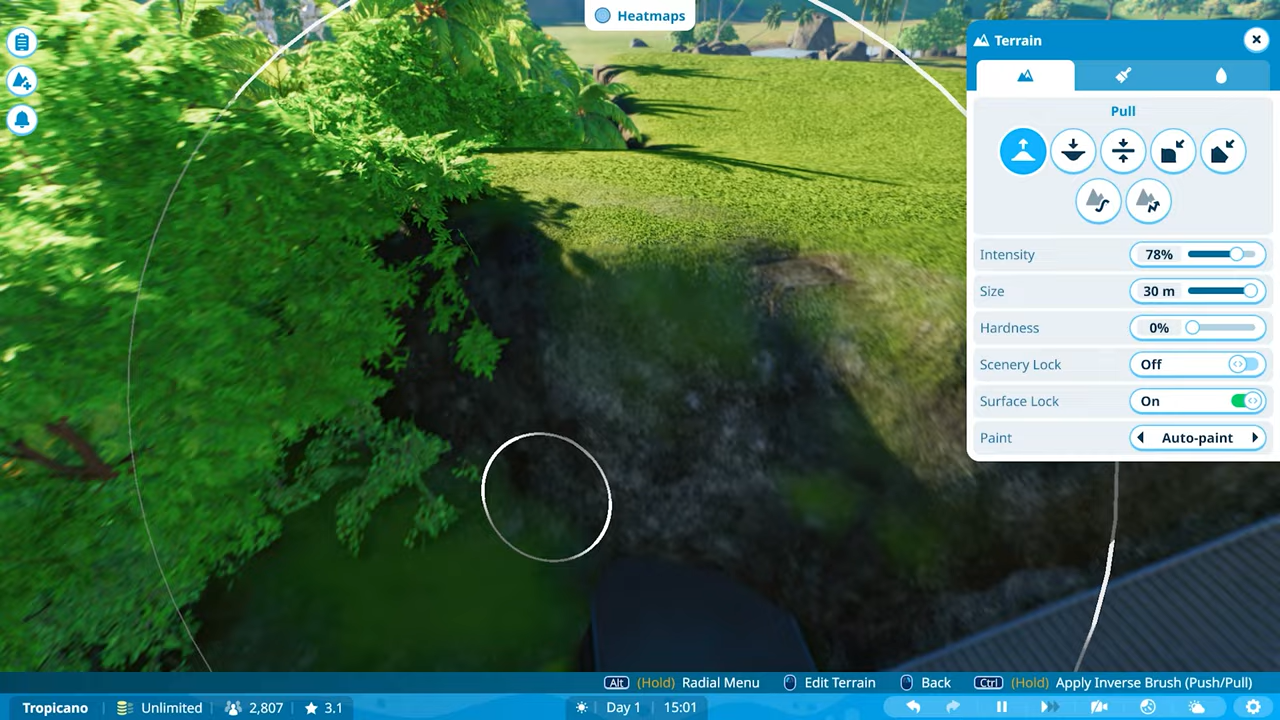 Heatmaps
Terrain
Pull
Intensity 78%
Size 30 m
Hardness 0%
Scenery Lock Off
Surface Lock On
Paint Auto-paint
Alt (Hold) Radial Menu Edit Terrain Back Ctrl (Hold) Apply Inverse Brush (Push/Pull)
Tropicano Unlimited 2,807 3.1 Day 1 15:01